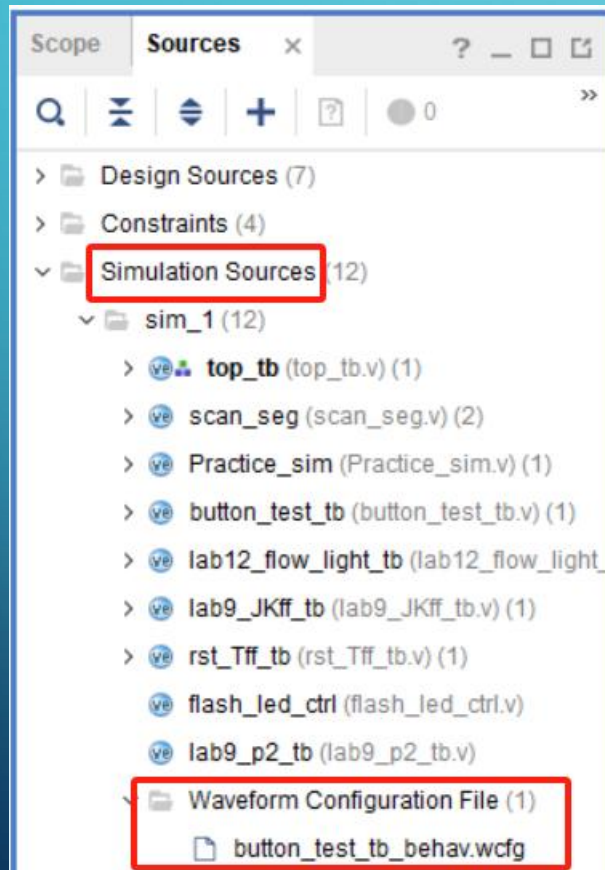 Scope Sources × ? _
0 »
Design Sources (7)
Constraints (4)
Simulation Sources (12)
sim_1 (12)
top_tb (top_tb.v) (1)
scan_seg (scan_seg.v) (2)
Practice_sim (Practice_sim.v) (1)
button_test_tb (button_test_tb.v) (1)
lab12_flow_light_tb (lab12_flow_light_
lab9_JKff_tb (lab9_JKff_tb.v) (1)
rst_Tff_tb (rst_Tff_tb.v) (1)
flash_led_ctrl (flash_led_ctrl.v)
lab9_p2_tb (lab9_p2_tb.v)
Waveform Configuration File (1)
button_test_tb_behav.wcfg